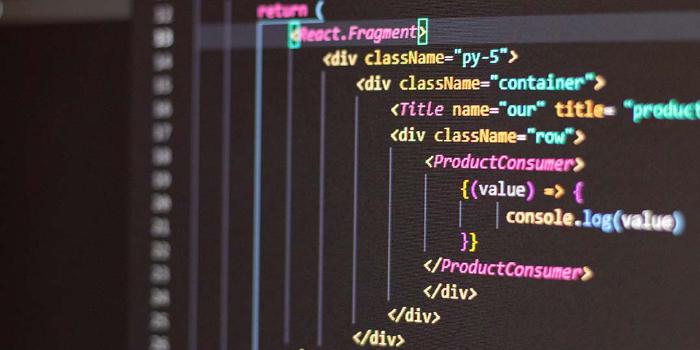 return (
<React.Fragment>
<div className="py-5">
<div className="container">
<Title name="our" title= "product
<div className="row">
<ProductConsumer>
{(value) => {
console.log(value)
}}
</ProductConsumer>
</div>
</div>
</div>